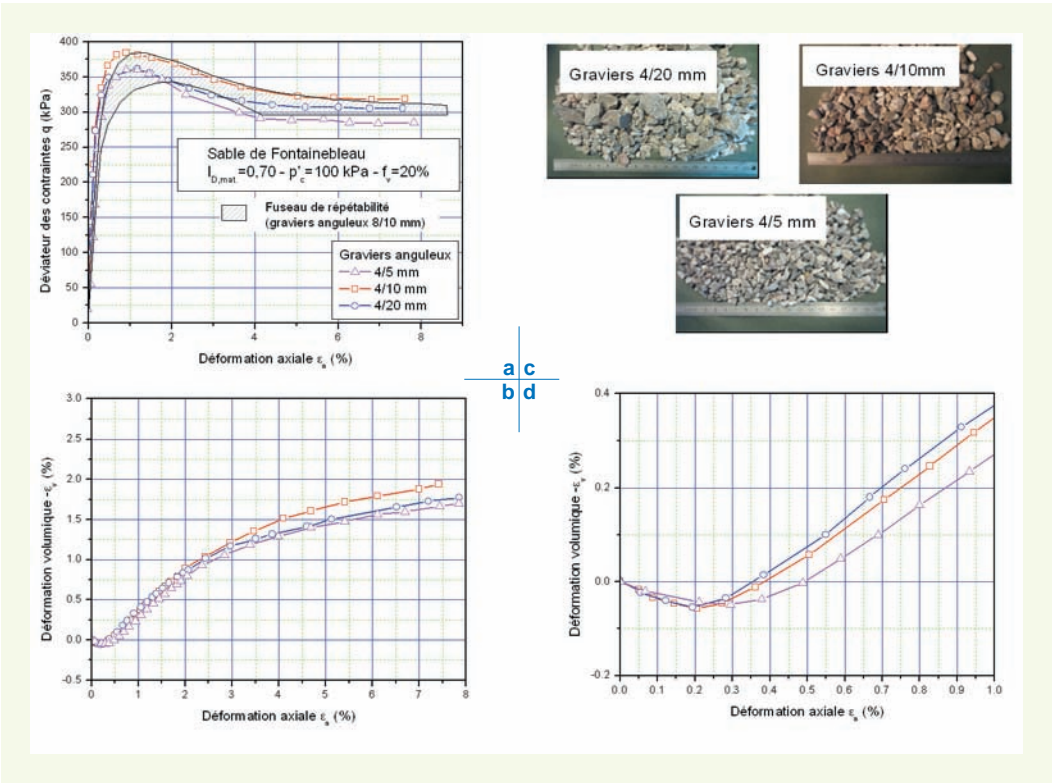 400
350
300
250
200
150
100
50
0
0 2 4 6 8
Déviateur des contraintes q (kPa)
Déformation axiale εa (%)
Sable de Fontainebleau
ID,mat.=0,70 - p'c=100 kPa - fv=20%
Fuseau de répétabilité
(graviers anguleux 8/10 mm)
Graviers anguleux
4/5 mm
4/10 mm
4/20 mm
Graviers 4/20 mm
Graviers 4/10mm
Graviers 4/5 mm
a c
b d
3.0
2.5
2.0
1.5
1.0
0.5
0.0
-0.5
0 1 2 3 4 5 6 7 8
Déformation volumique -εv (%)
Déformation axiale εa (%)
0.4
0.2
0.0
-0.2
0.0 0.1 0.2 0.3 0.4 0.5 0.6 0.7 0.8 0.9 1.0
Déformation volumique -εv (%)
Déformation axiale εa (%)